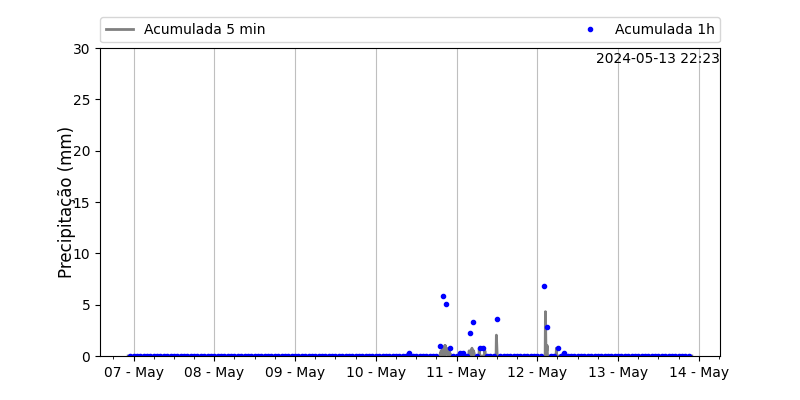 Acumulada 5 min
Acumulada 1h
2024-05-13 22:23
Precipitação (mm)
30
25
20
15
10
5
0
07 - May
08 - May
09 - May
10 - May
11 - May
12 - May
13 - May
14 - May